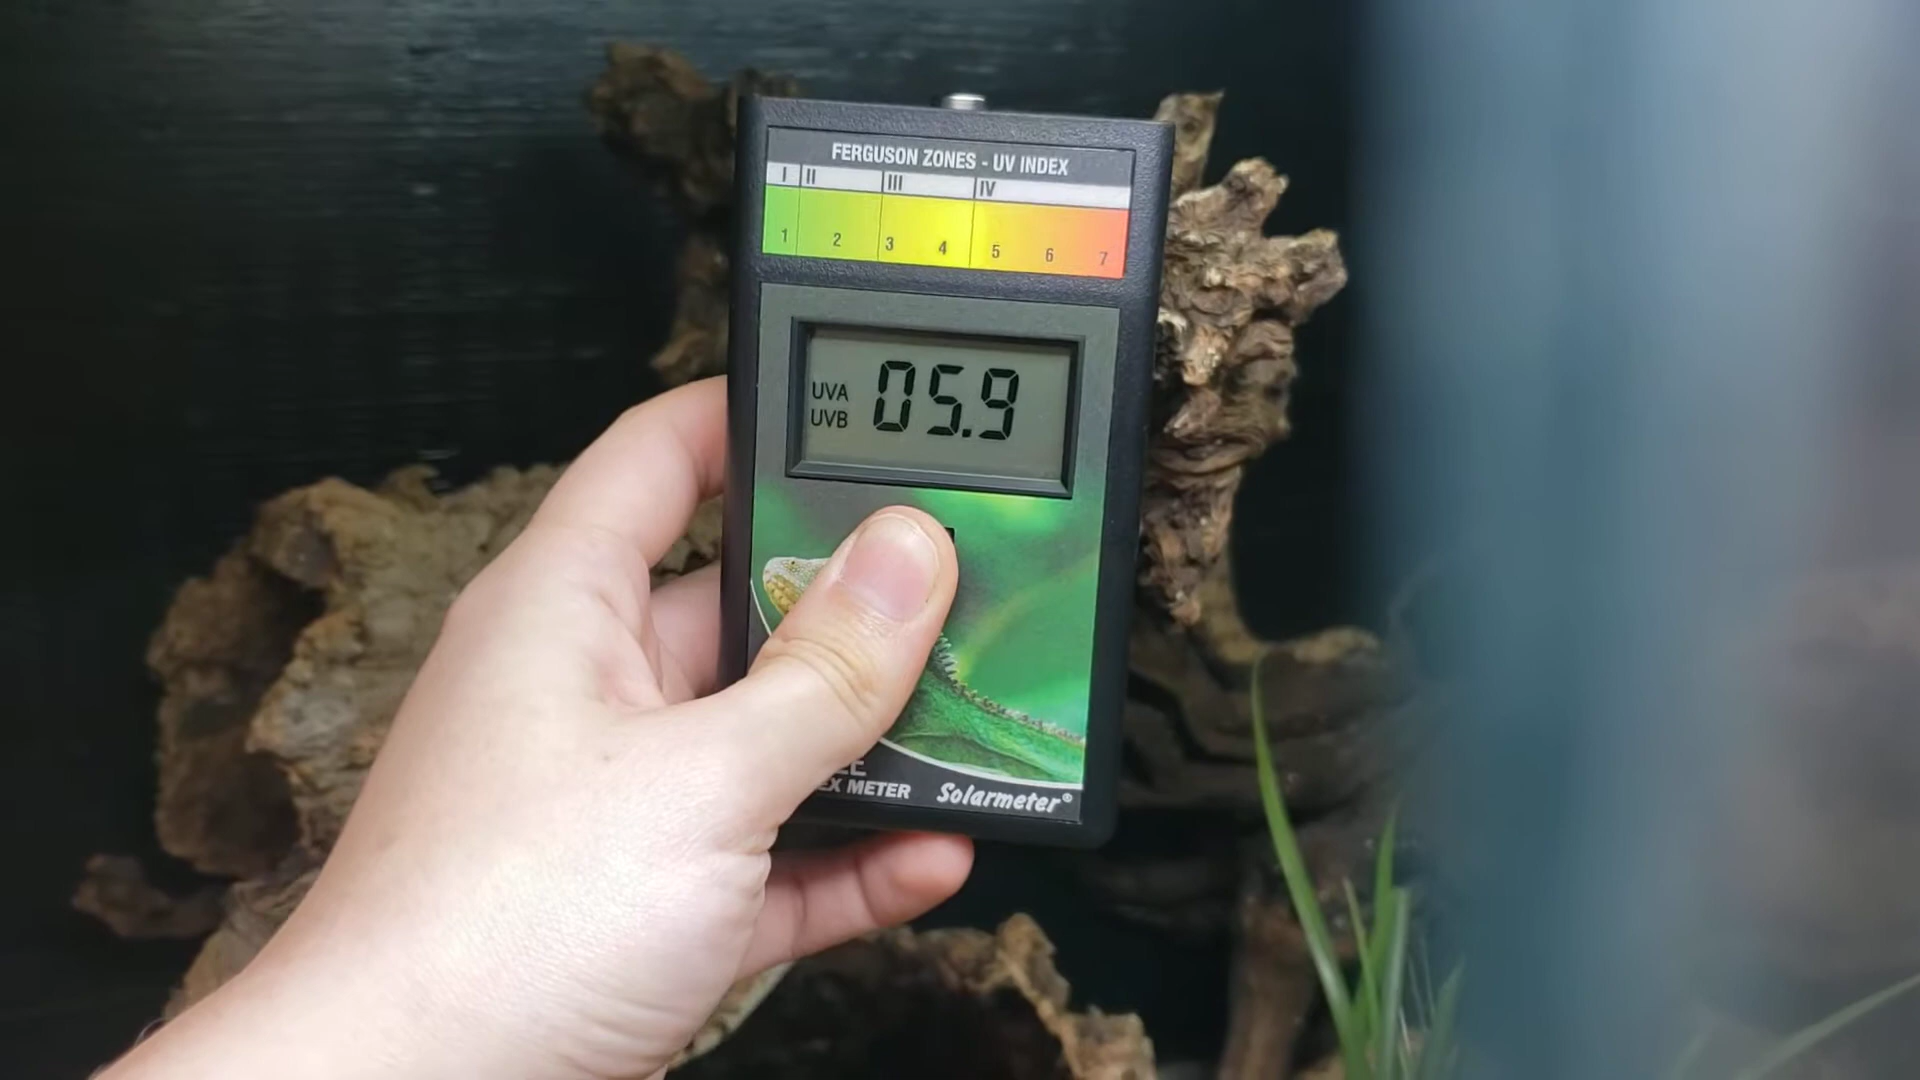 FERGUSON ZONES - UV INDEX
I II III IV
1 2 3 4 5 6 7
UVA 05.9
UVB
METER Solarmeter®